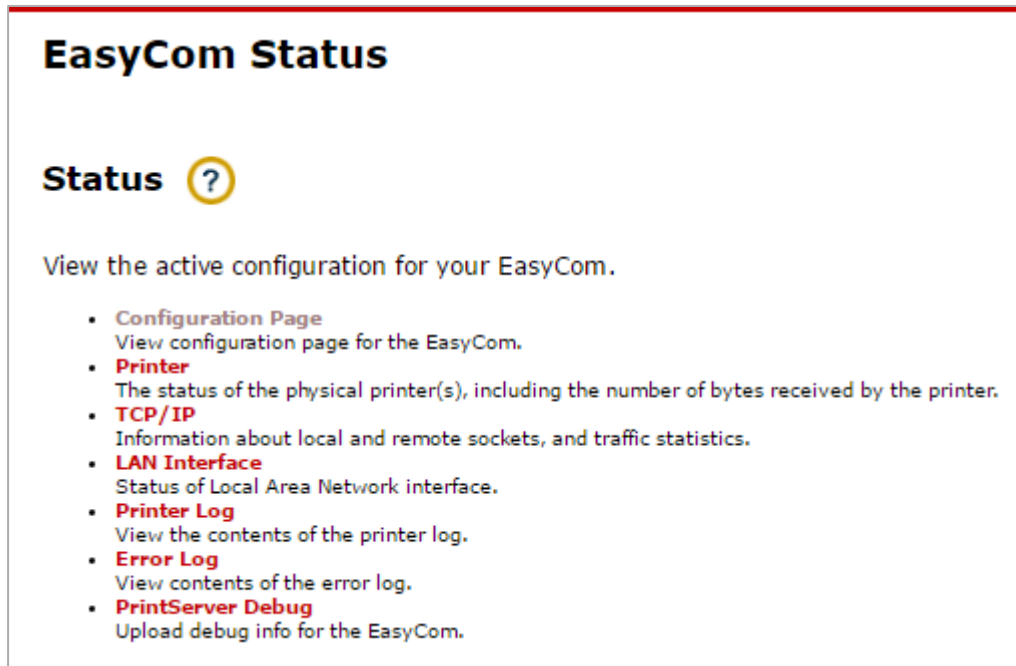 EasyCom Status
Status ?
View the active configuration for your EasyCom.
• Configuration Page
View configuration page for the EasyCom.
• Printer
The status of the physical printer(s), including the number of bytes received by the printer.
• TCP/IP
Information about local and remote sockets, and traffic statistics.
• LAN Interface
Status of Local Area Network interface.
• Printer Log
View the contents of the printer log.
• Error Log
View contents of the error log.
• PrintServer Debug
Upload debug info for the EasyCom.